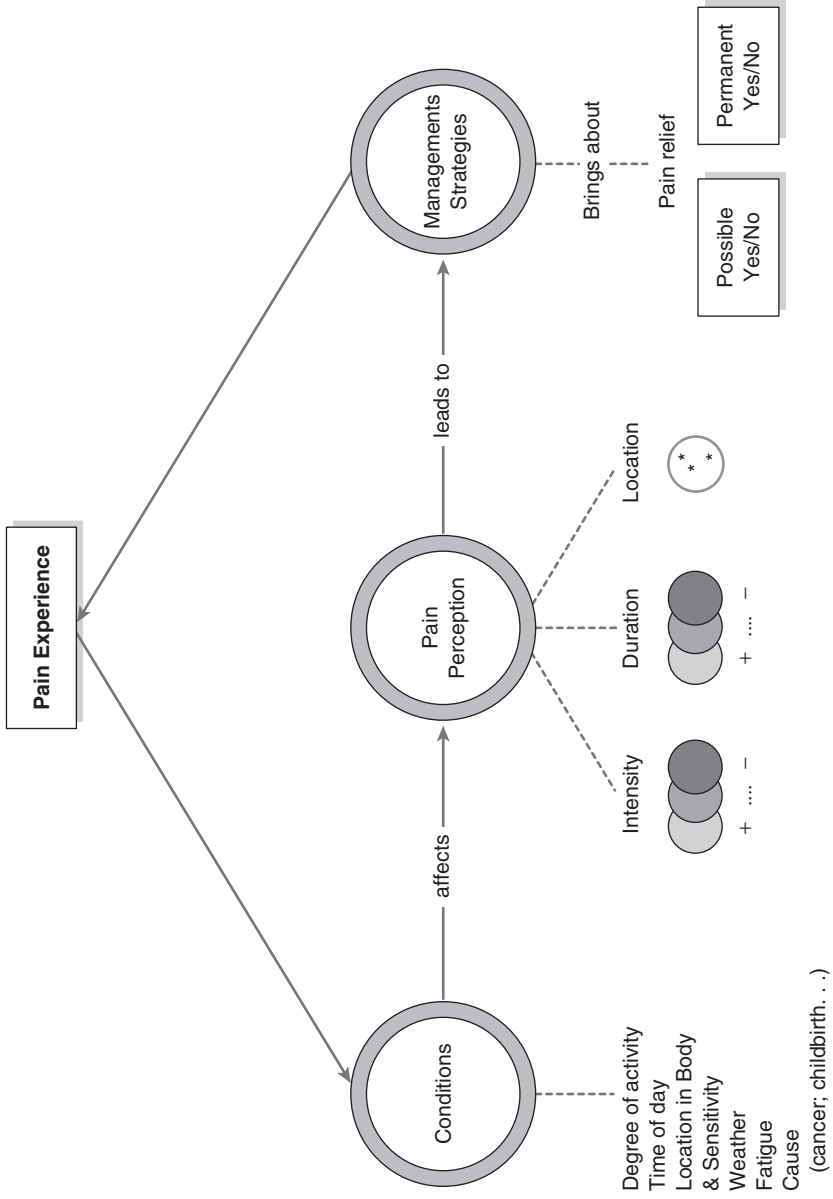 Pain Experience
Conditions
affects
Pain
Perception
leads to
Managements
Strategies
Degree of activity
Time of day
Location in Body
& Sensitivity
Weather
Fatigue
Cause
(cancer; childbirth. . .)
Intensity
+ .... –
Duration
+ .... –
Location
* * *
Brings about
Pain relief
Possible
Yes/No
Permanent
Yes/No